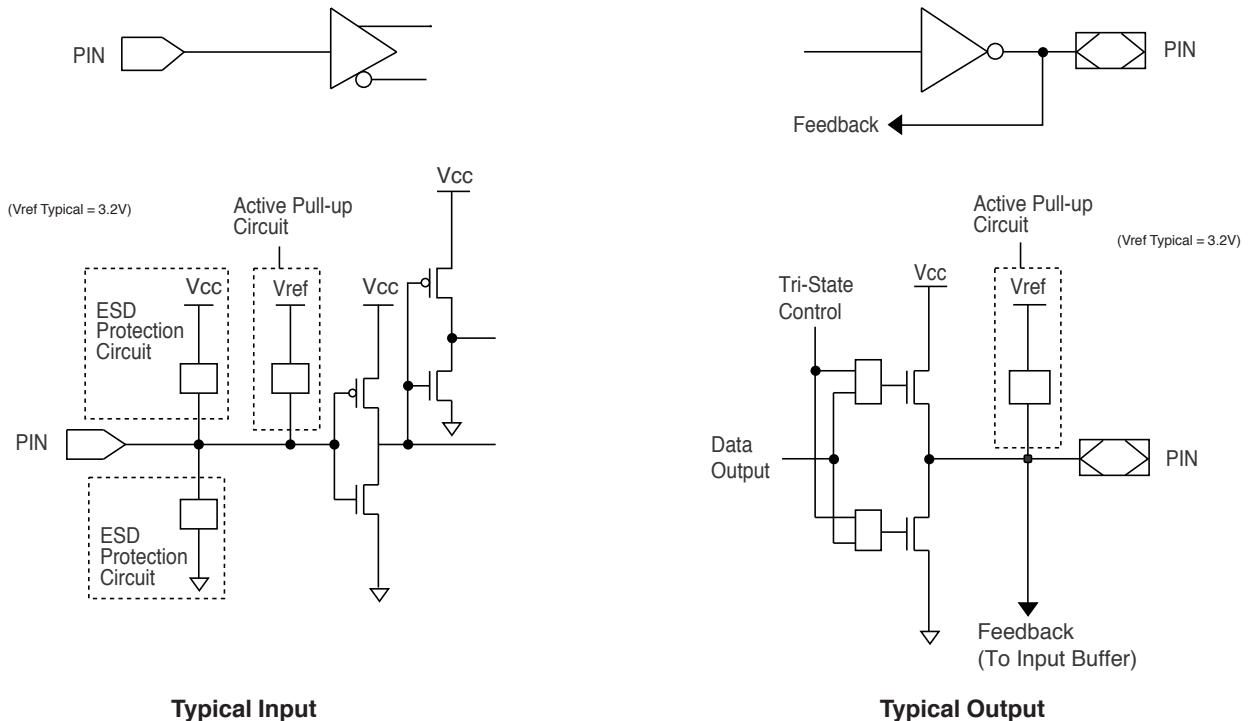 PIN
PIN
Feedback
(Vref Typical = 3.2V)
Active Pull-up
Circuit
Vcc
ESD
Protection
Circuit
Vcc
Vref
Vcc
PIN
ESD
Protection
Circuit
Typical Input
Active Pull-up
Circuit
(Vref Typical = 3.2V)
Tri-State
Control
Vcc
Vref
Data
Output
PIN
Feedback
(To Input Buffer)
Typical Output